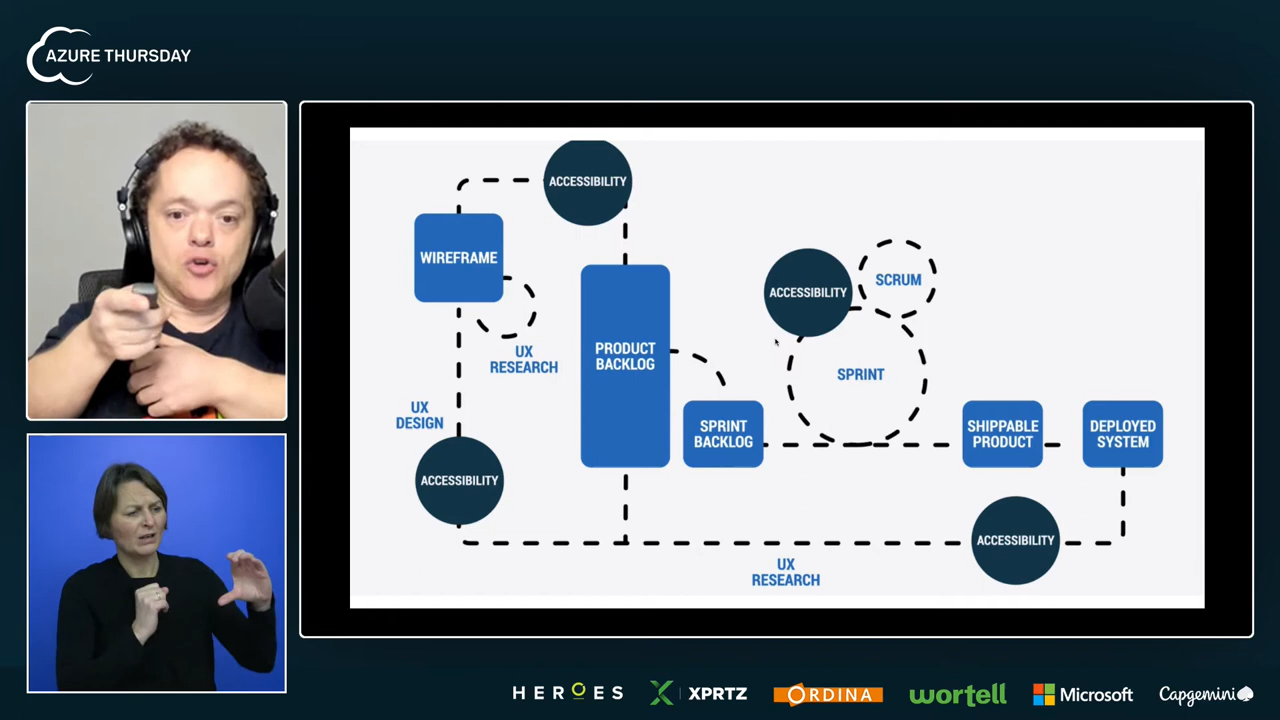 AZURE THURSDAY
ACCESSIBILITY
WIREFRAME
UX
RESEARCH
UX
DESIGN
ACCESSIBILITY
PRODUCT
BACKLOG
SPRINT
BACKLOG
ACCESSIBILITY
SCRUM
SPRINT
SHIPPABLE
PRODUCT
DEPLOYED
SYSTEM
ACCESSIBILITY
UX
RESEARCH
HEROES
XPRTZ
ORDINA
wortell
Microsoft
Capgemini